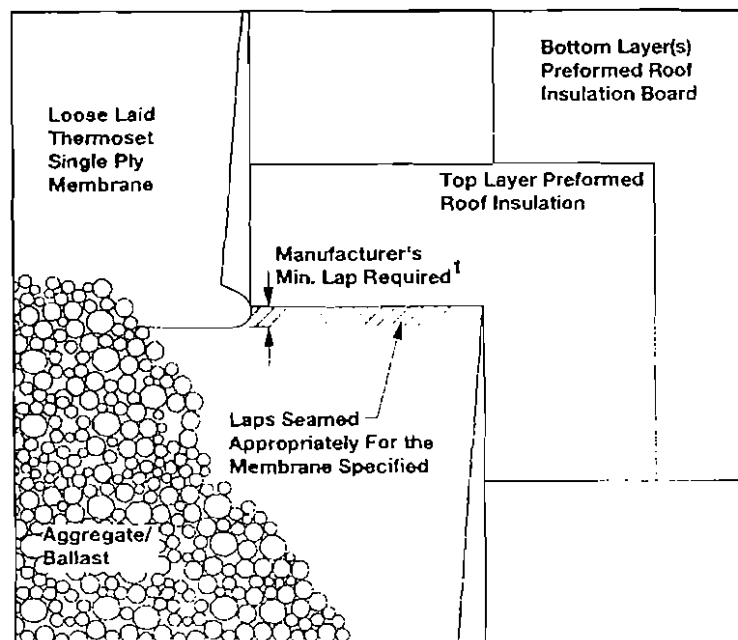 Bottom Layer(s)
Preformed Roof
Insulation Board
Loose Laid
Thermoset
Single Ply
Membrane
Top Layer Preformed
Roof Insulation
Manufacturer's
Min. Lap Required†
Laps Seamed
Appropriately For the
Membrane Specified
Aggregate/
Ballast